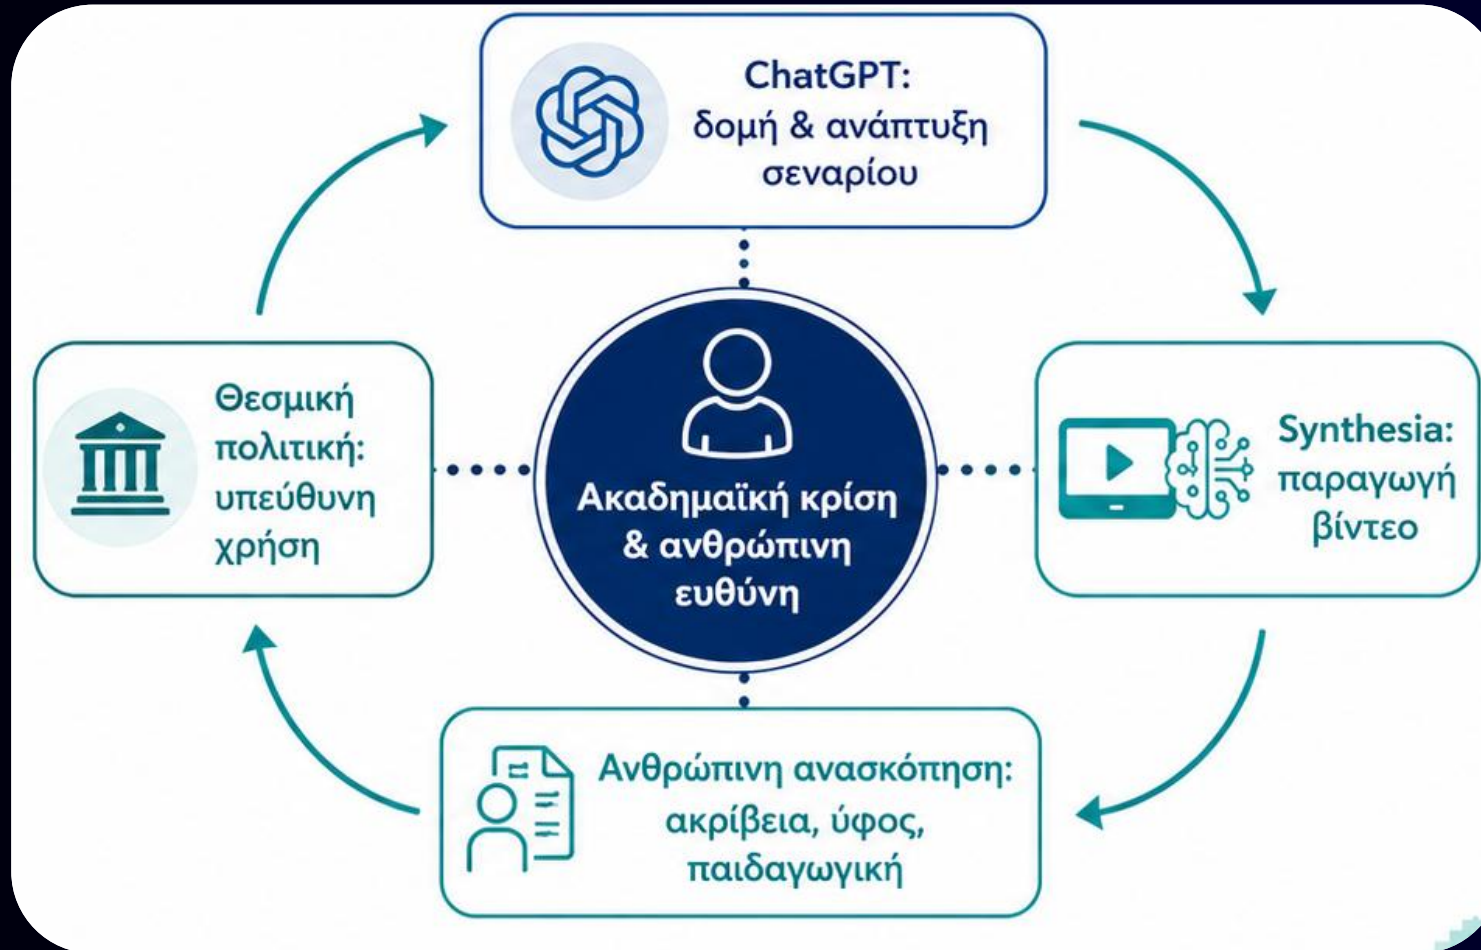 ChatGPT:
δομή & ανάπτυξη
σεναρίου
Θεσμική
πολιτική:
υπεύθυνη
χρήση
Ακαδημαϊκή κρίση
& ανθρώπινη
ευθύνη
Synthesia:
παραγωγή
βίντεο
Ανθρώπινη ανασκόπηση:
ακρίβεια, ύφος,
παιδαγωγική